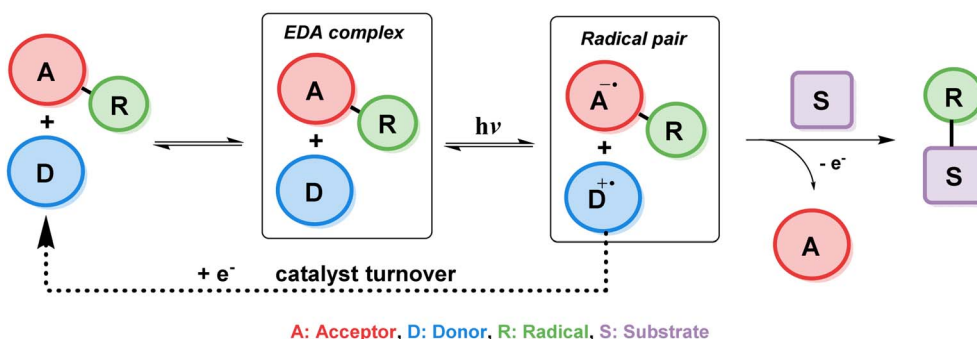 EDA complex
Radical pair
A
R
+
D
A
R
+
D
hν
A−•
R
+
D+•
S
- e-
A
R
S
+ e- catalyst turnover
A: Acceptor, D: Donor, R: Radical, S: Substrate